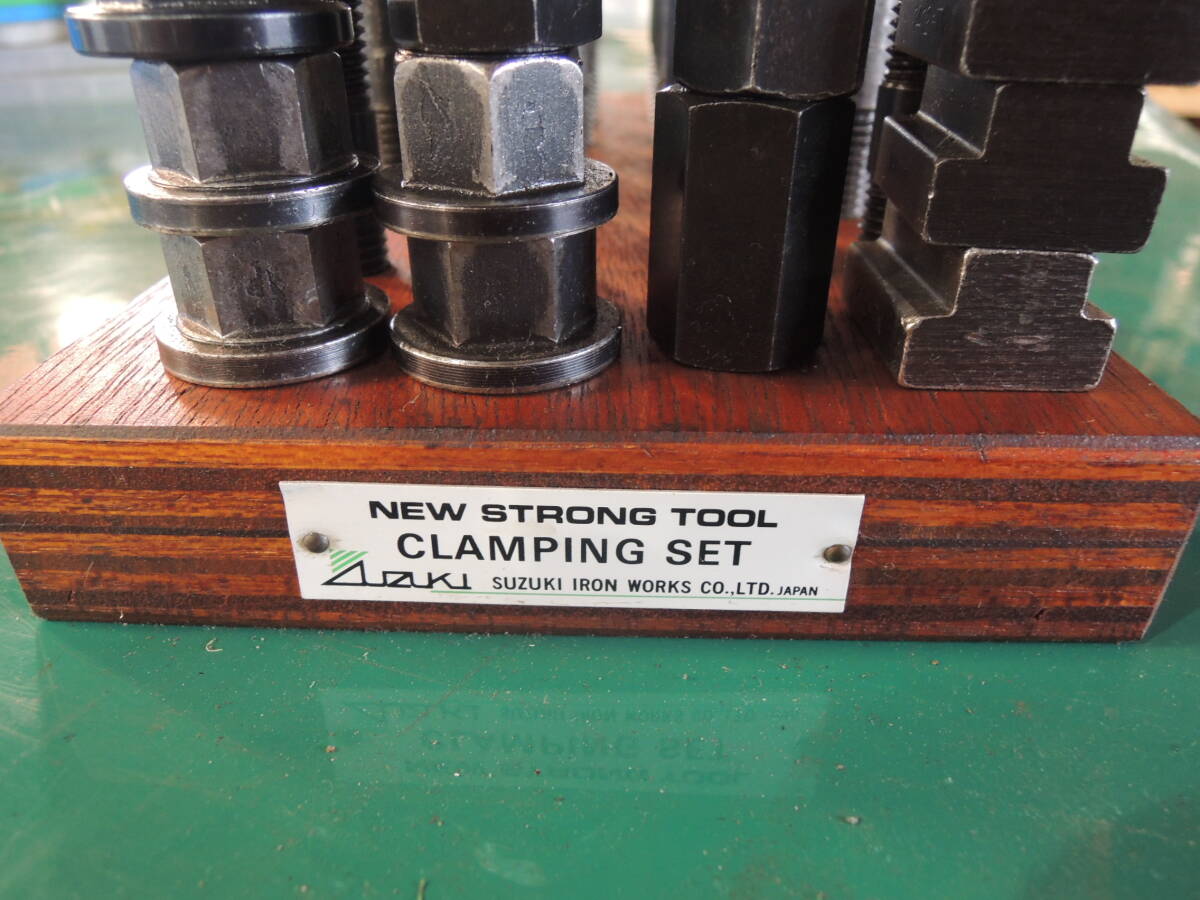 NEW STRONG TOOL
CLAMPING SET
SUZUKI SUZUKI IRON WORKS CO.,LTD. JAPAN